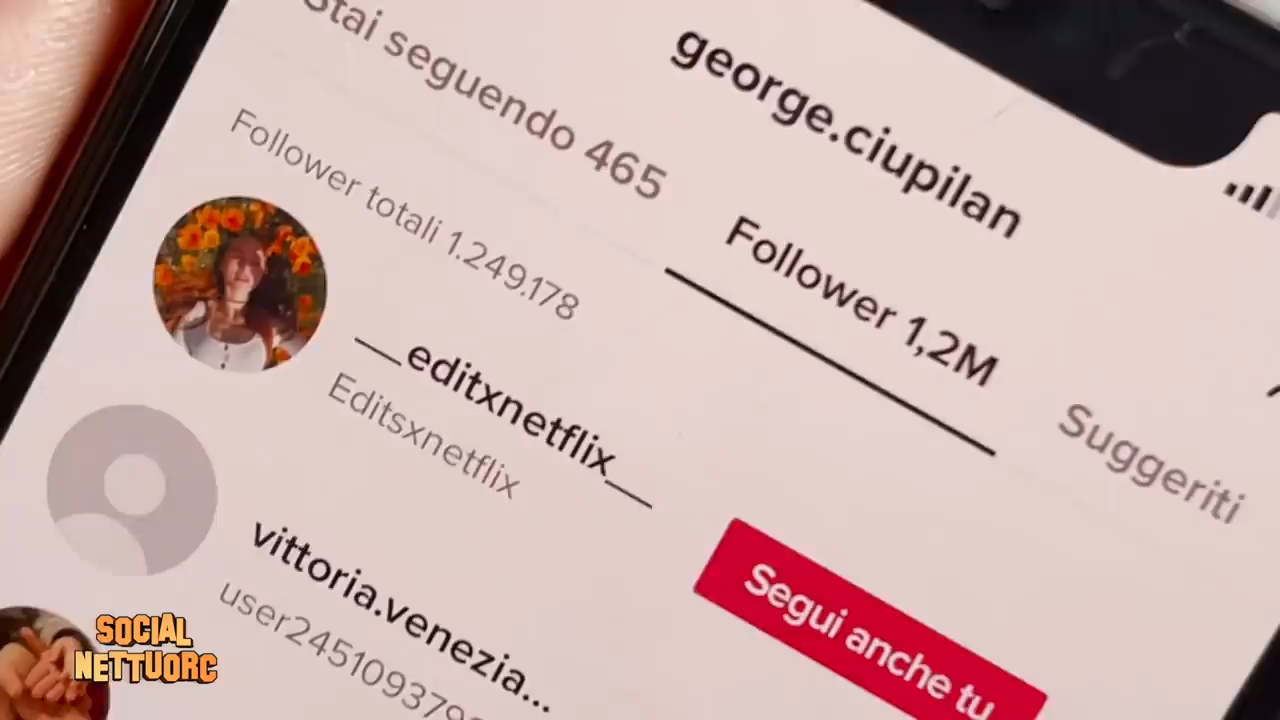 george.ciupilan
Stai seguendo 465
Follower 1,2M
Suggeriti
Follower totali 1.249.178
__editxnetflix__
Editsxnetflix
vittoria.venezia...
Segui anche tu
SOCIAL
NETTUORC